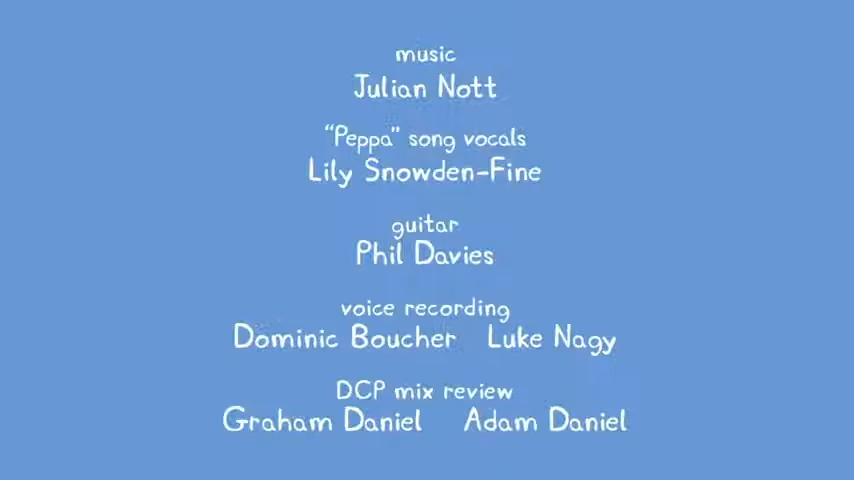 music
Julian Nott
“Peppa” song vocals
Lily Snowden-Fine
guitar
Phil Davies
voice recording
Dominic Boucher Luke Nagy
DCP mix review
Graham Daniel Adam Daniel